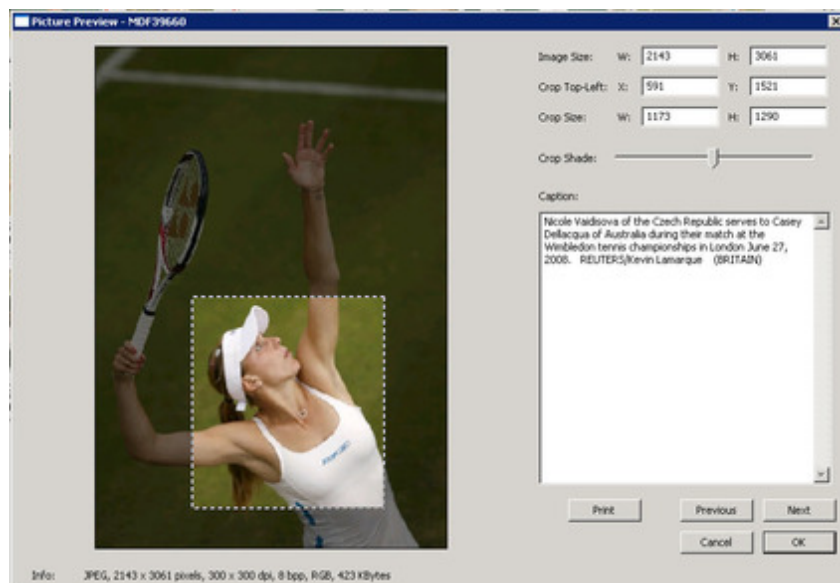 Picture Preview - MDF39660
Image Size: W: 2143 H: 3061
Crop Top-Left: X: 591 Y: 1521
Crop Size: W: 1173 H: 1290
Crop Shade:
Caption:
Nicole Vaidisova of the Czech Republic serves to Casey
Dellacqua of Australia during their match at the
Wimbledon tennis championships in London June 27,
2008. REUTERS/Kevin Lamarque (BRITAIN)
Print Previous Next
Cancel OK
Info: JPEG, 2143 x 3061 pixels, 300 x 300 dpi, 8 bpp, RGB, 423 KBytes